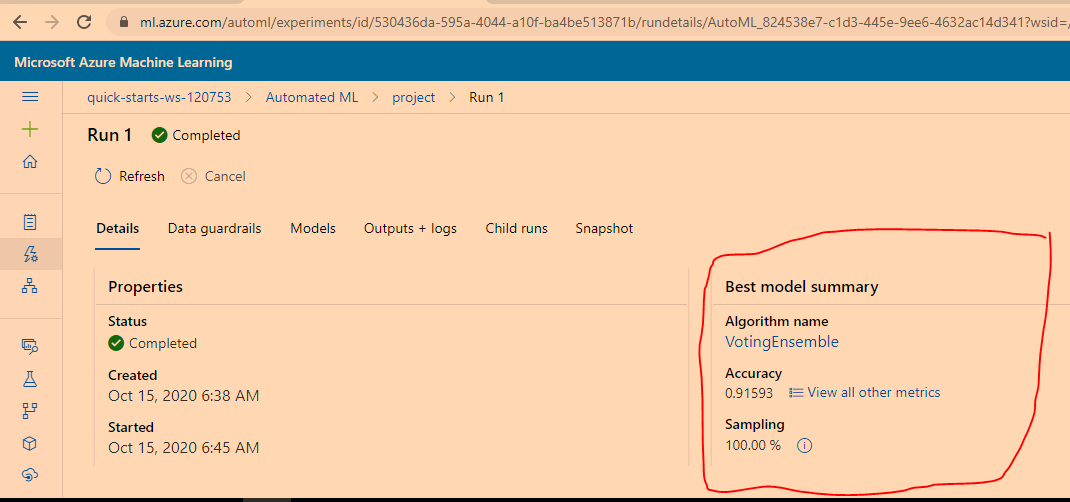 ml.azure.com/automl/experiments/id/530436da-595a-4044-a10f-ba4be513871b/rundetails/AutoML_824538e7-c1d3-445e-9ee6-4632ac14d341?wsid=/
Microsoft Azure Machine Learning
quick-starts-ws-120753 > Automated ML > project > Run 1
Run 1 Completed
Refresh Cancel
Details Data guardrails Models Outputs + logs Child runs Snapshot
Properties
Status
Completed
Created
Oct 15, 2020 6:38 AM
Started
Oct 15, 2020 6:45 AM
Best model summary
Algorithm name
VotingEnsemble
Accuracy
0.91593 View all other metrics
Sampling
100.00 %